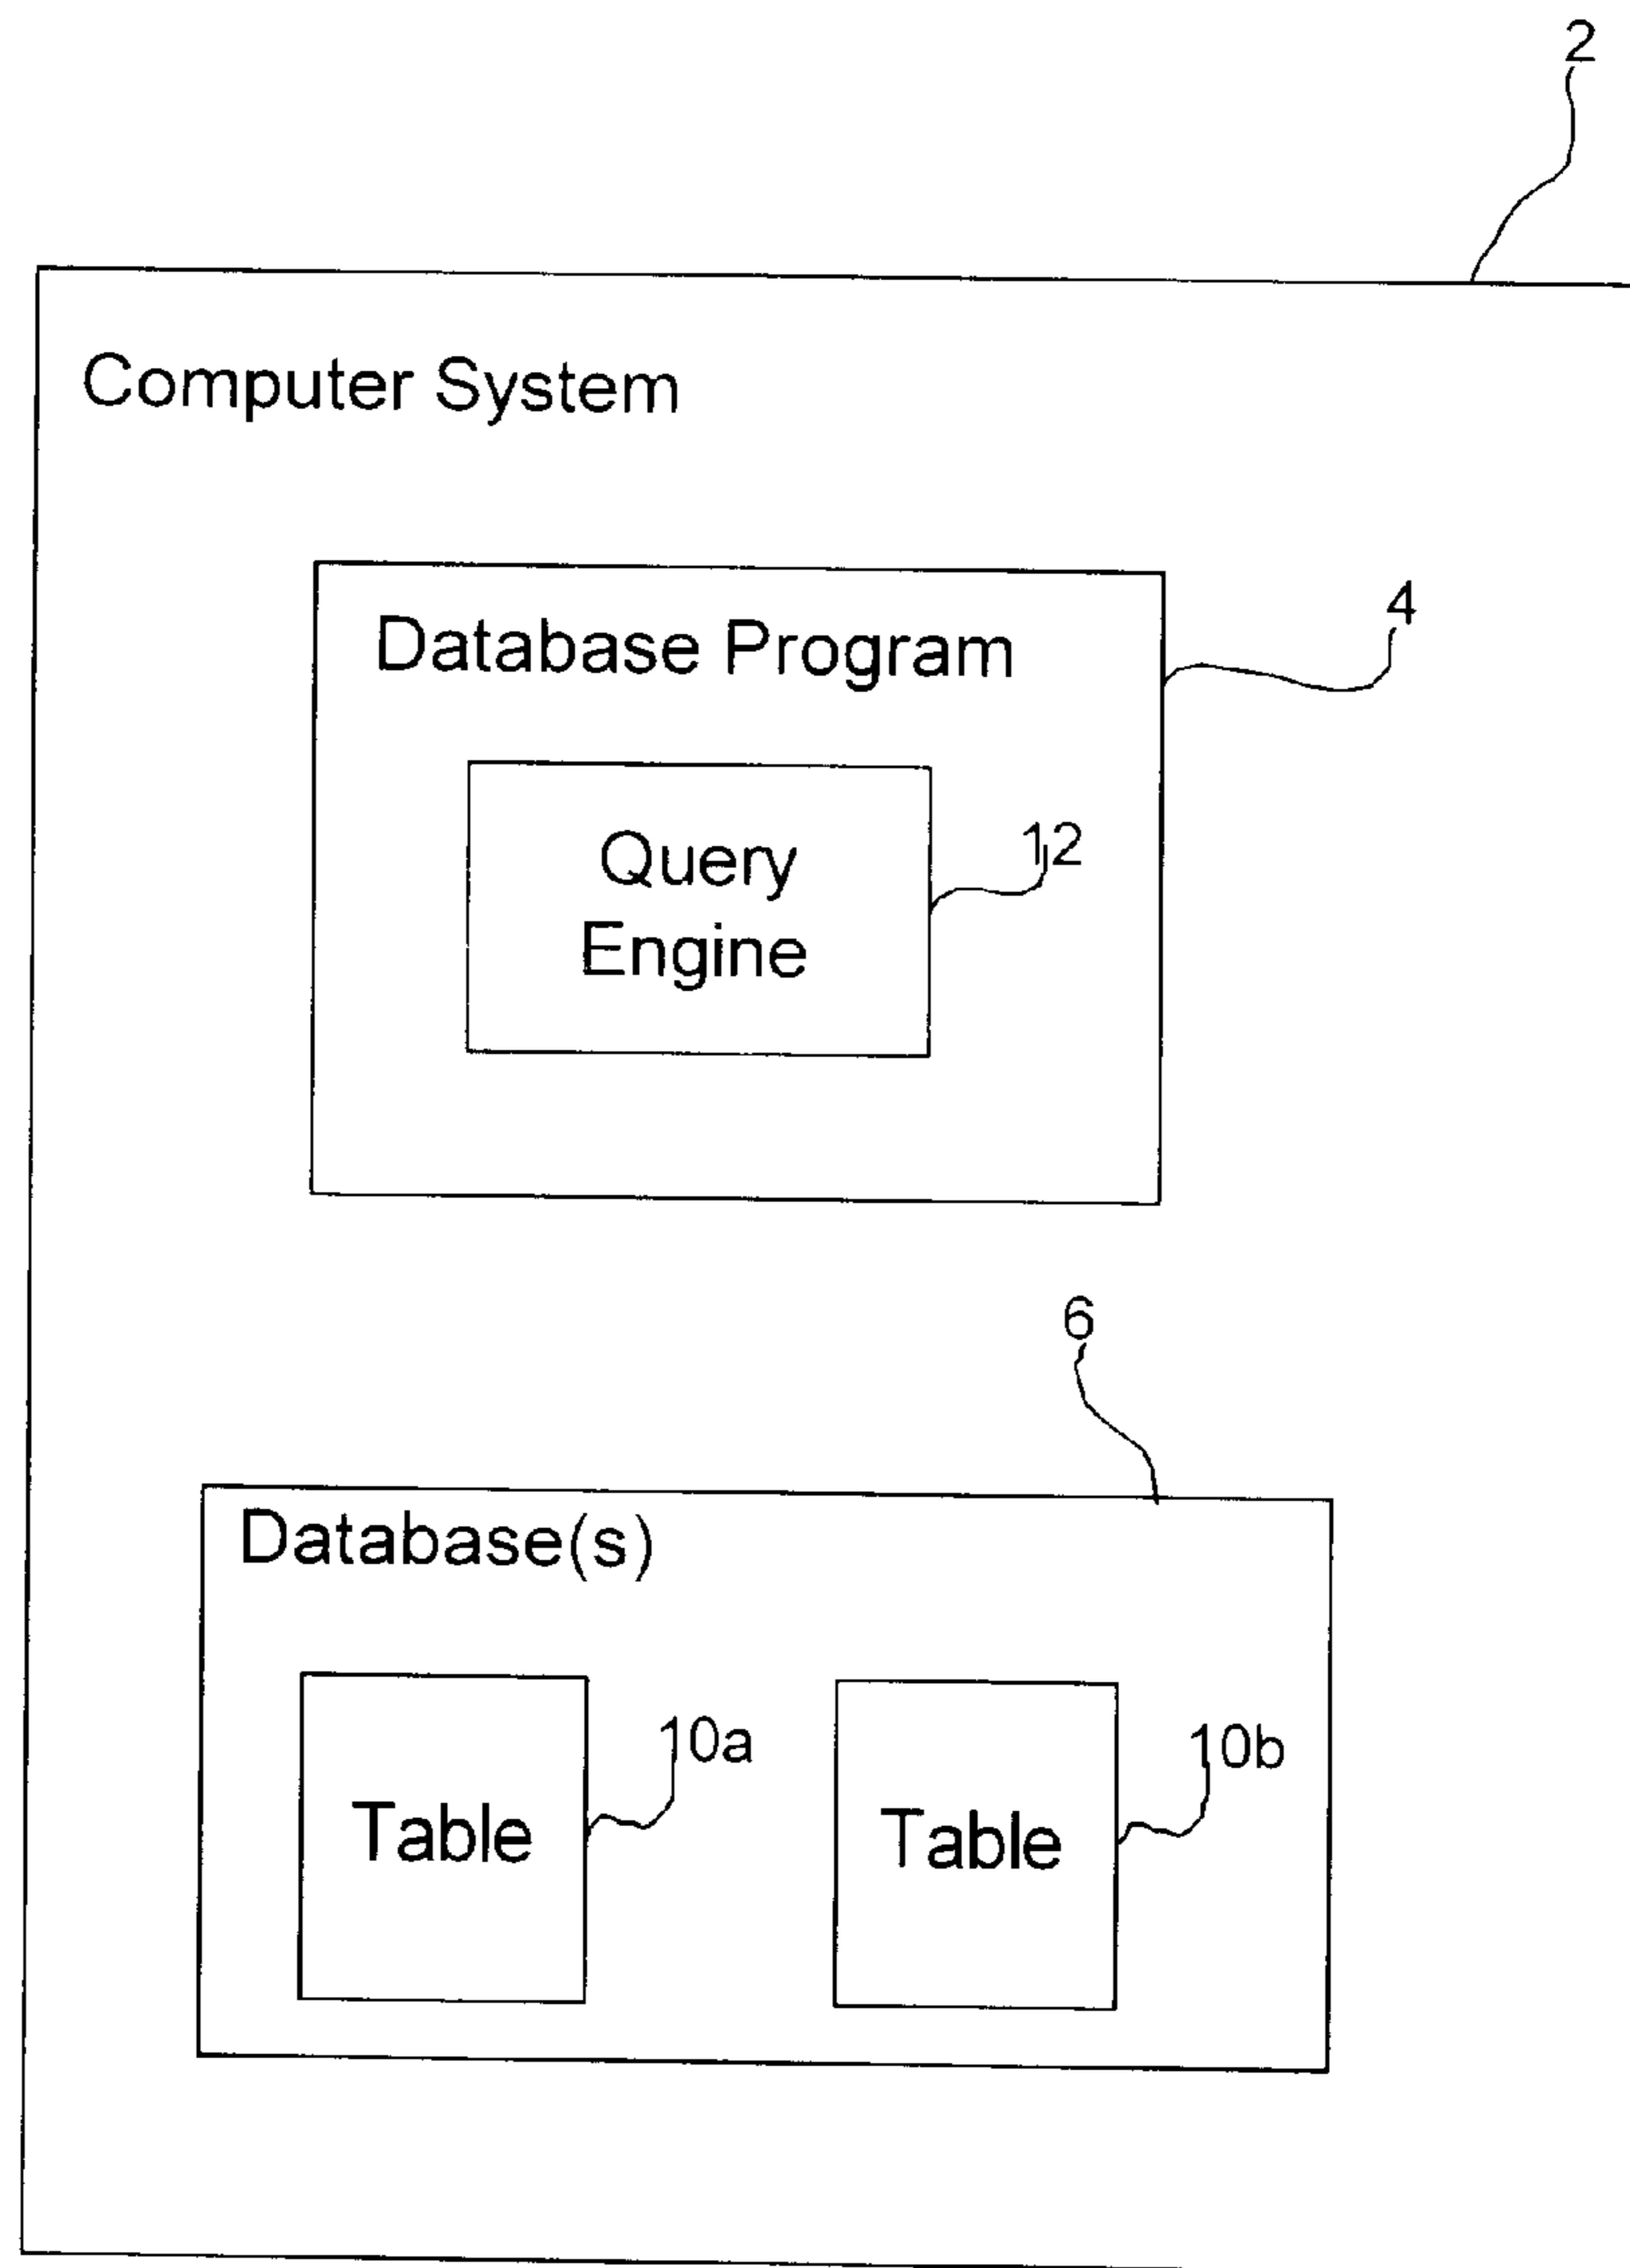 2
Computer System
Database Program
4
Query
Engine
12
6
Database(s)
Table
10a
Table
10b